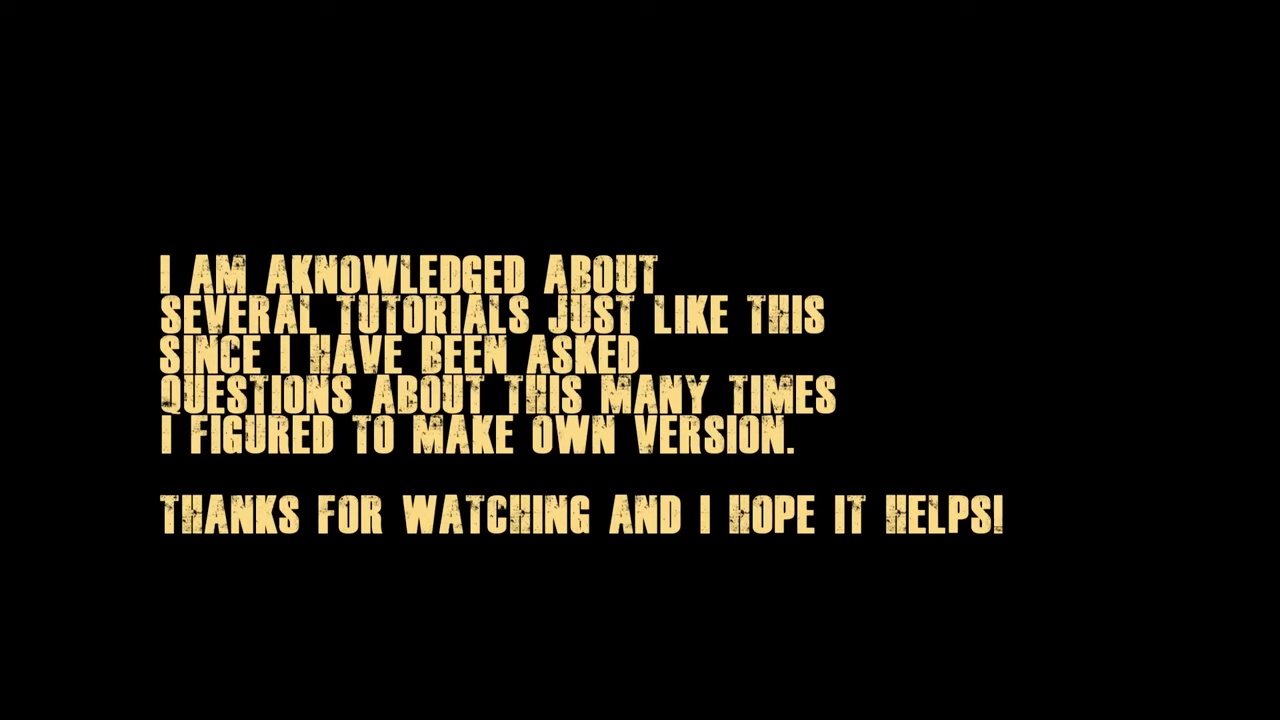 I AM AKNOWLEDGED ABOUT
SEVERAL TUTORIALS JUST LIKE THIS
SINCE I HAVE BEEN ASKED
QUESTIONS ABOUT THIS MANY TIMES
I FIGURED TO MAKE OWN VERSION.
THANKS FOR WATCHING AND I HOPE IT HELPS!